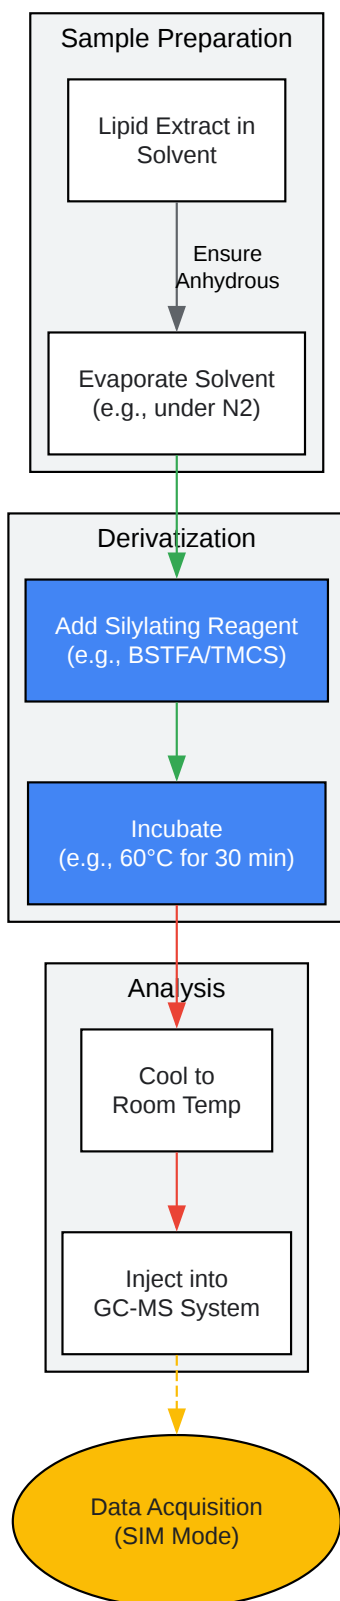 Sample Preparation
Lipid Extract in
Solvent
Ensure
Anhydrous
Evaporate Solvent
(e.g., under N2)
Derivatization
Add Silylating Reagent
(e.g., BSTFA/TMCS)
Incubate
(e.g., 60°C for 30 min)
Analysis
Cool to
Room Temp
Inject into
GC-MS System
Data Acquisition
(SIM Mode)